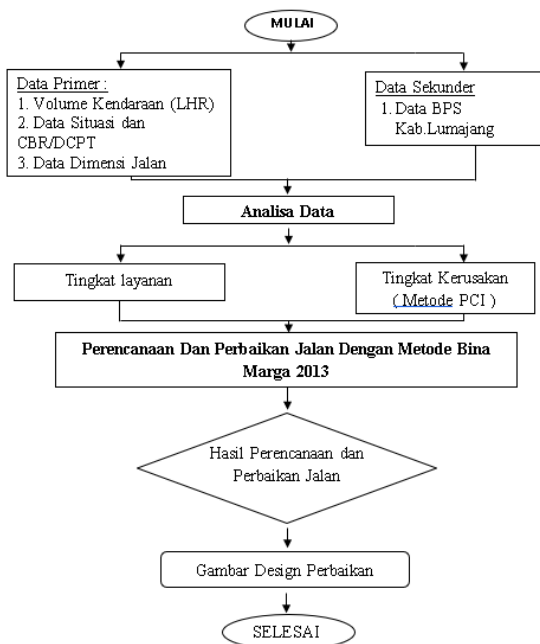 MULAI
Data Primer :
1. Volume Kendaraan (LHR)
2. Data Situasi dan
CBR/DCPT
3. Data Dimensi Jalan
Data Sekunder
1. Data BPS
Kab.Lumajang
Analisa Data
Tingkat layanan
Tingkat Kerusakan
( Metode PCI )
Perencanaan Dan Perbaikan Jalan Dengan Metode Bina
Marga 2013
Hasil Perencanaan dan
Perbaikan Jalan
Gambar Design Perbaikan
SELESAI